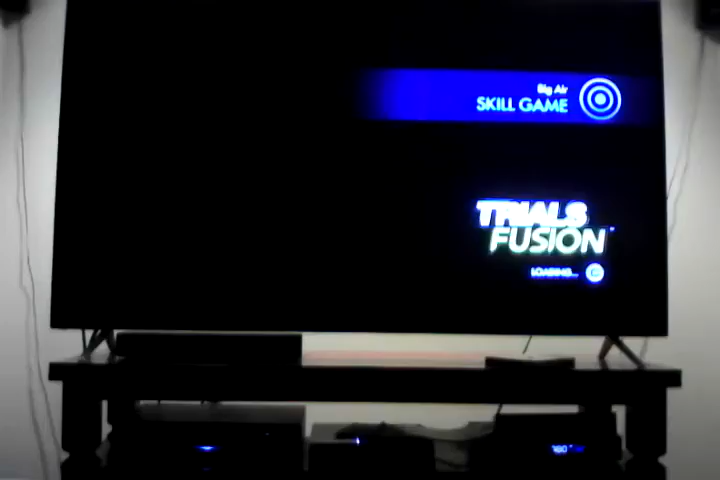 Big Air
SKILL GAME
TRIALS
FUSION
LOADING...